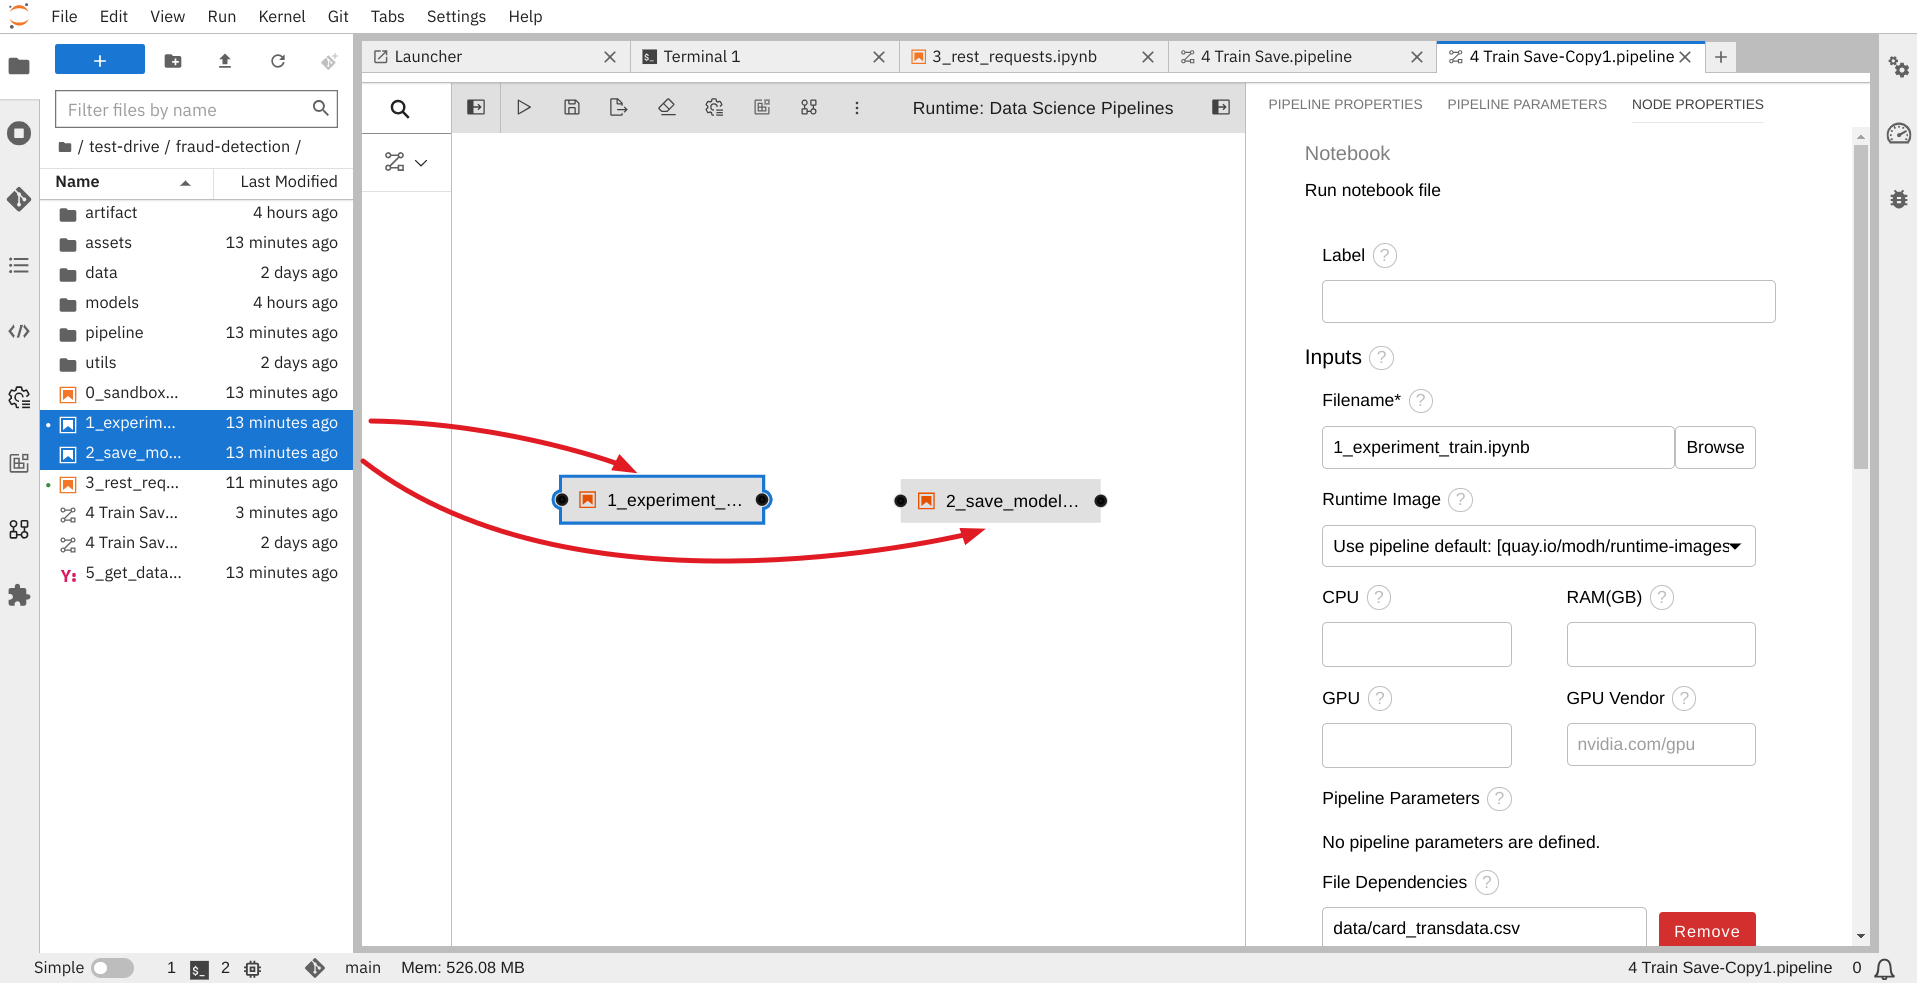 File Edit View Run Kernel Git Tabs Settings Help
Launcher
Terminal 1
3_rest_requests.ipynb
4 Train Save.pipeline
4 Train Save-Copy1.pipeline
Filter files by name
/ test-drive / fraud-detection /
Name Last Modified
artifact 4 hours ago
assets 13 minutes ago
data 2 days ago
models 4 hours ago
pipeline 13 minutes ago
utils 2 days ago
0_sandbox... 13 minutes ago
1_experim... 13 minutes ago
2_save_mo... 13 minutes ago
3_rest_req... 11 minutes ago
4 Train Sav... 3 minutes ago
4 Train Sav... 2 days ago
Y: 5_get_data... 13 minutes ago
Runtime: Data Science Pipelines
1_experiment_...
2_save_model...
PIPELINE PROPERTIES PIPELINE PARAMETERS NODE PROPERTIES
Notebook
Run notebook file
Label ?
Inputs ?
Filename* ?
1_experiment_train.ipynb Browse
Runtime Image ?
Use pipeline default: [quay.io/modh/runtime-images
CPU ? RAM(GB) ?
GPU ? GPU Vendor ?
nvidia.com/gpu
Pipeline Parameters ?
No pipeline parameters are defined.
File Dependencies ?
data/card_transdata.csv Remove
Simple 1 $_ 2 main Mem: 526.08 MB 4 Train Save-Copy1.pipeline 0